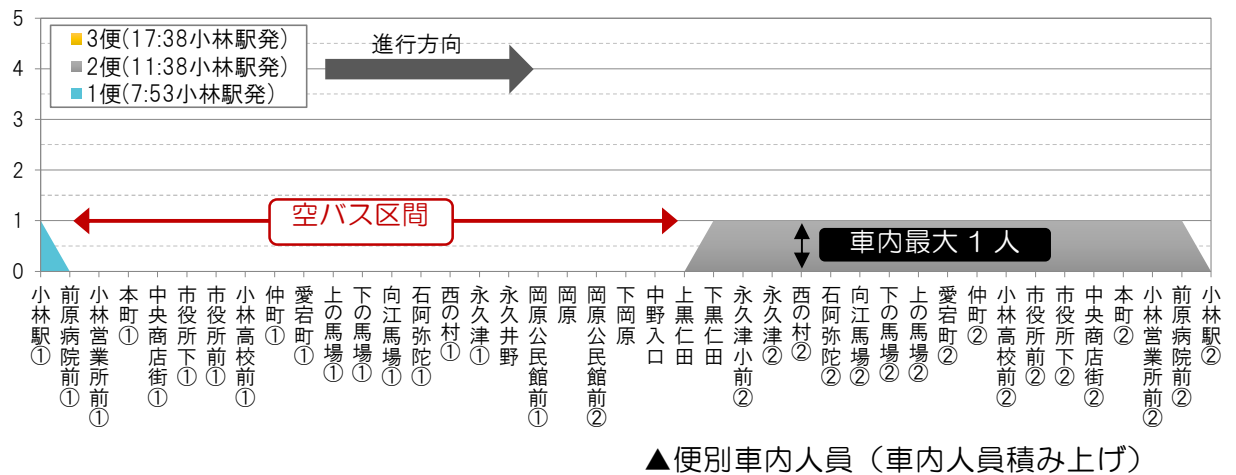 5
4
3
2
1
0
3便(17:38小林駅発)
2便(11:38小林駅発)
1便(7:53小林駅発)
進行方向
空バス区間
車内最大1人
小林駅①
前原病院前①
小林営業所前①
本町①
中央商店街①
市役所下①
市役所前①
小林高校前①
仲町①
愛宕町①
上の馬場①
下の馬場①
向江馬場①
石阿弥陀①
西の村①
永久津①
永久井野
岡原公民館前①
岡原
岡原公民館前②
下岡原
中野入口
上黒仁田
下黒仁田
永久津小前②
永久津②
西の村②
石阿弥陀②
向江馬場②
下の馬場②
上の馬場②
愛宕町②
仲町②
小林高校前②
市役所前②
市役所下②
中央商店街②
本町②
小林営業所前②
前原病院前②
小林駅②
▲便別車内人員（車内人員積み上げ）